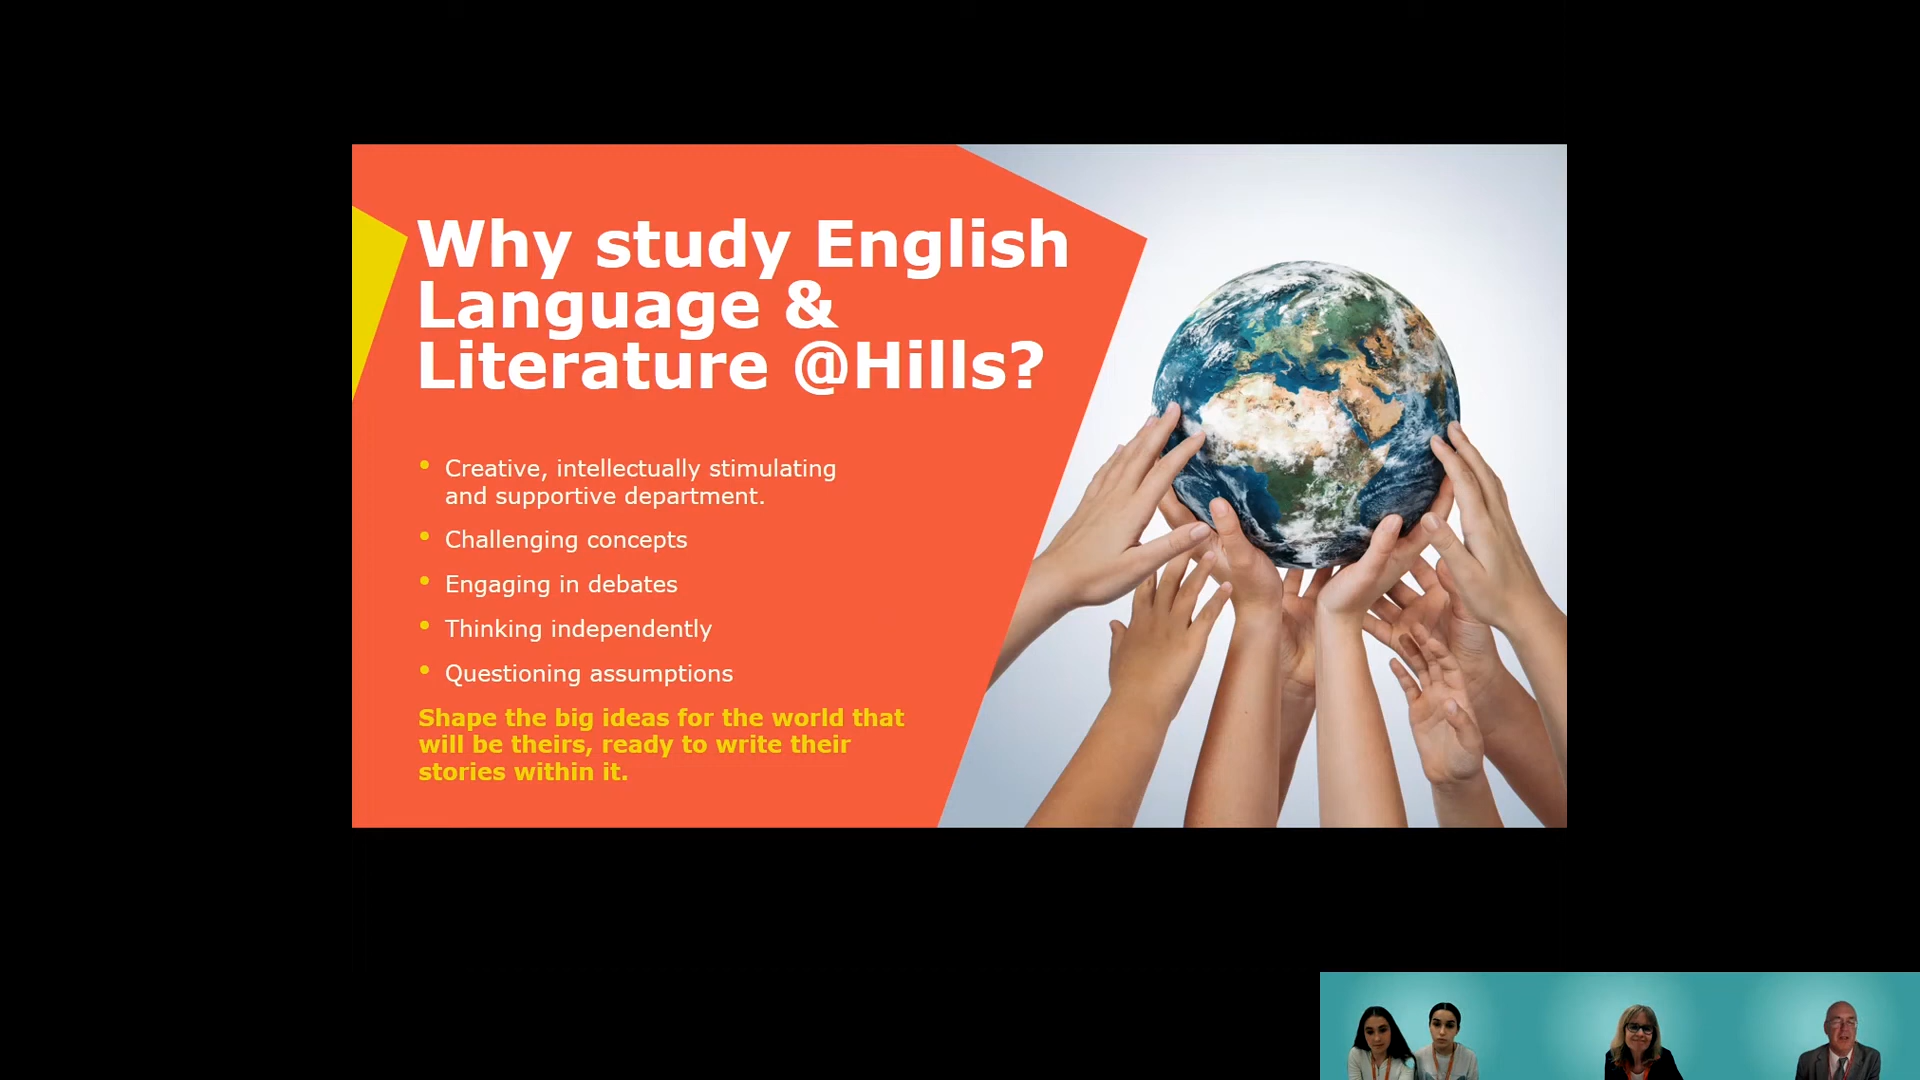 Why study English
Language &
Literature @Hills?
• Creative, intellectually stimulating
and supportive department.
• Challenging concepts
• Engaging in debates
• Thinking independently
• Questioning assumptions
Shape the big ideas for the world that
will be theirs, ready to write their
stories within it.